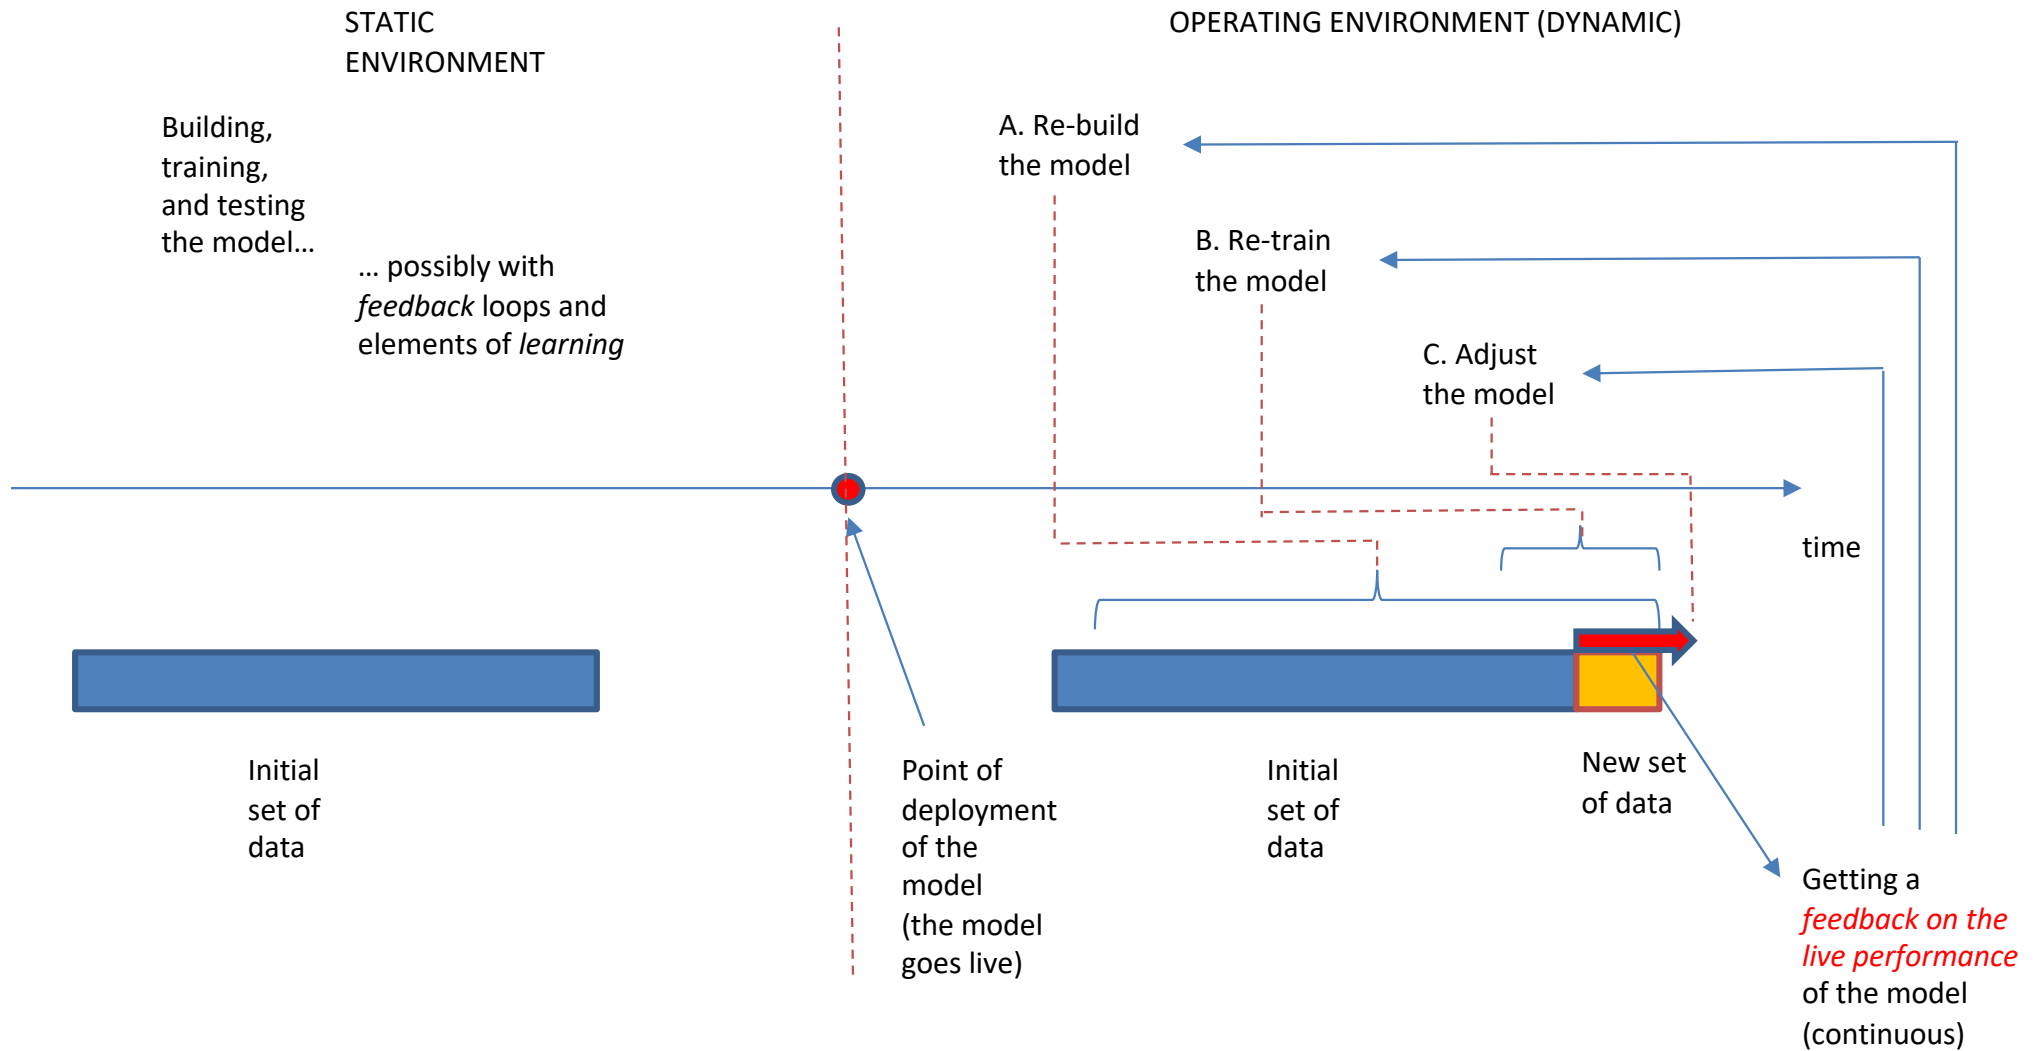 STATIC
ENVIRONMENT
OPERATING ENVIRONMENT (DYNAMIC)
Building,
training,
and testing
the model…
… possibly with
feedback loops and
elements of learning
A. Re-build
the model
B. Re-train
the model
C. Adjust
the model
time
Initial
set of
data
Point of
deployment
of the
model
(the model
goes live)
Initial
set of
data
New set
of data
Getting a
feedback on the
live performance
of the model
(continuous)